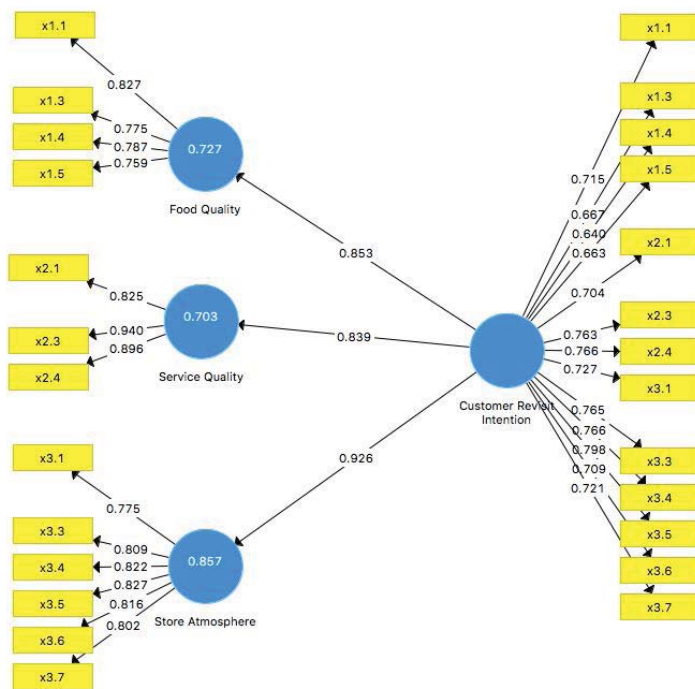 x1.1
0.827
x1.3
0.775
x1.4
0.787
x1.5
0.759
0.727
Food Quality
0.853
x2.1
0.825
x2.3
0.940
x2.4
0.896
0.703
Service Quality
0.839
x3.1
0.775
x3.3
0.809
x3.4
0.822
x3.5
0.827
x3.6
0.816
x3.7
0.802
0.857
Store Atmosphere
0.926
Customer Revisit
Intention
x1.1
0.715
x1.3
0.667
x1.4
0.640
x1.5
0.663
x2.1
0.704
x2.3
0.763
x2.4
0.766
x3.1
0.727
x3.3
0.765
x3.4
0.766
x3.5
0.798
x3.6
0.709
x3.7
0.721